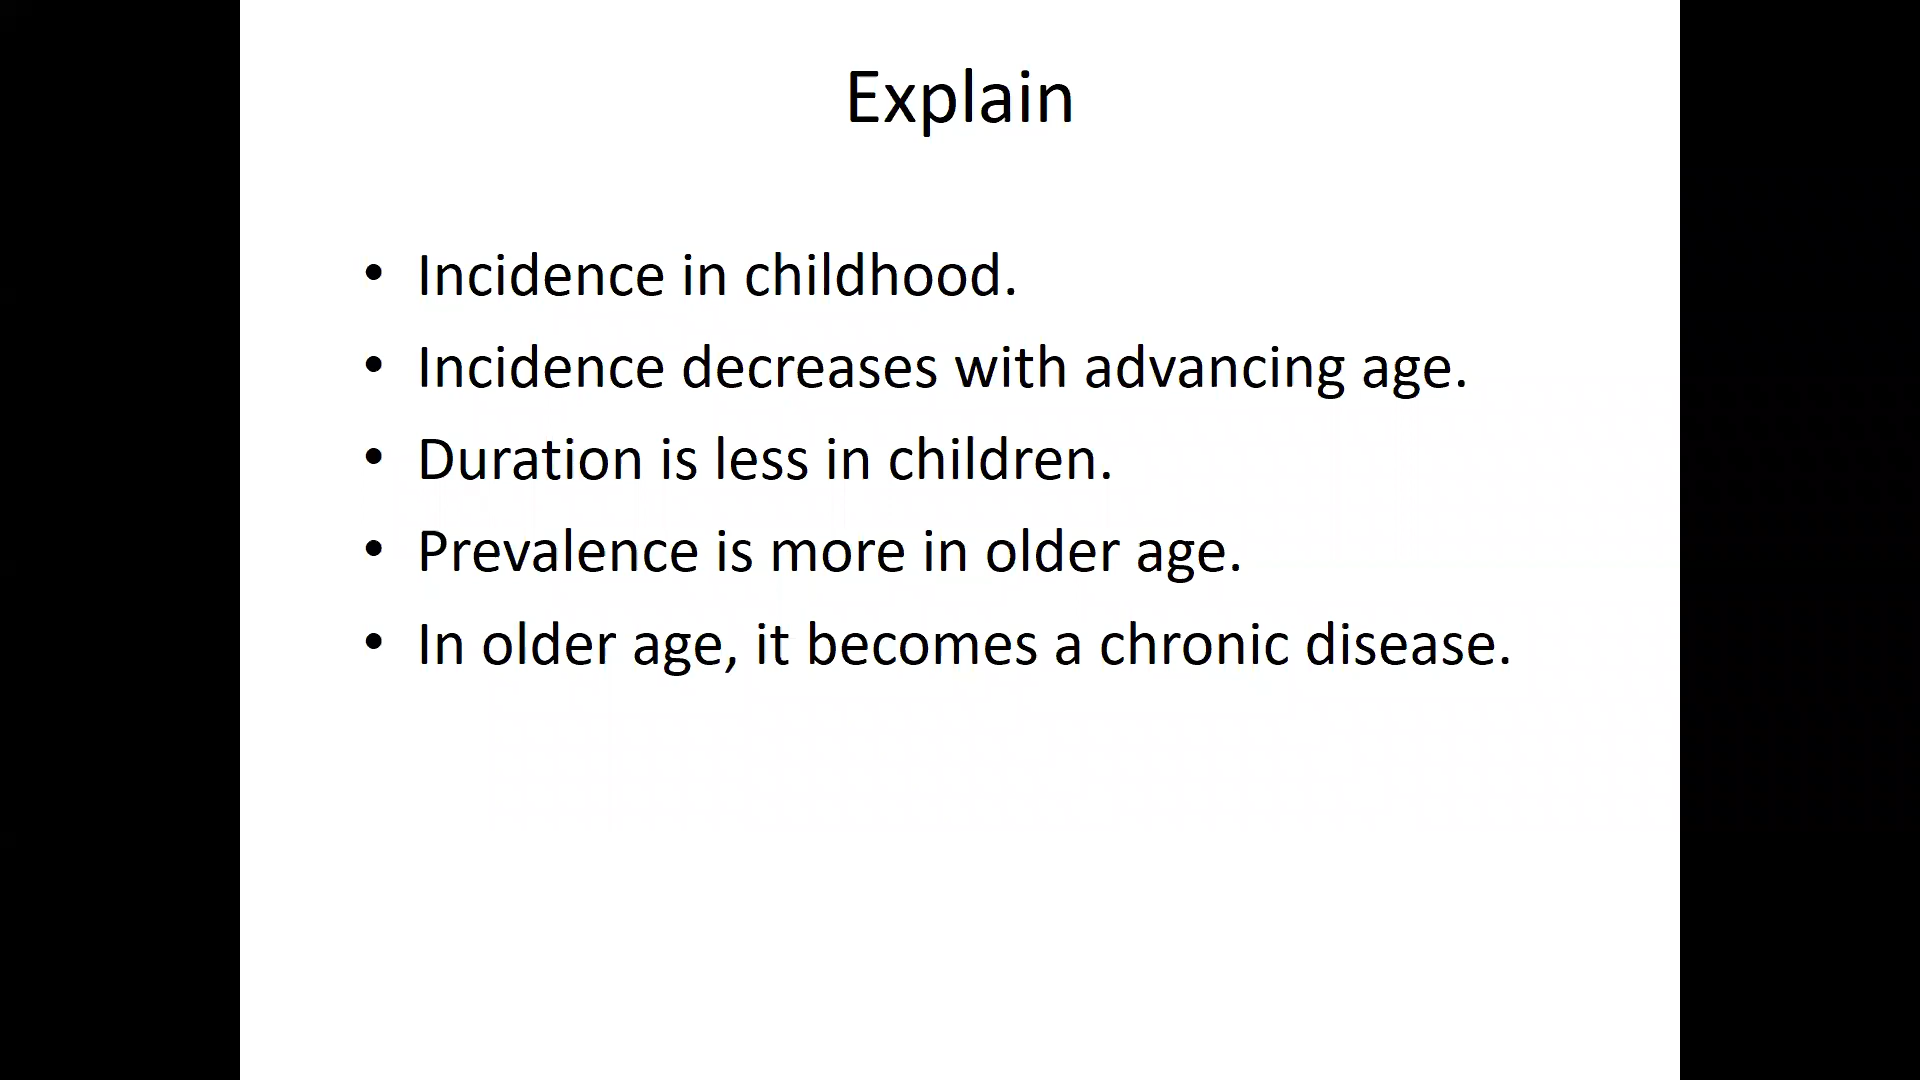 Explain
• Incidence in childhood.
• Incidence decreases with advancing age.
• Duration is less in children.
• Prevalence is more in older age.
• In older age, it becomes a chronic disease.